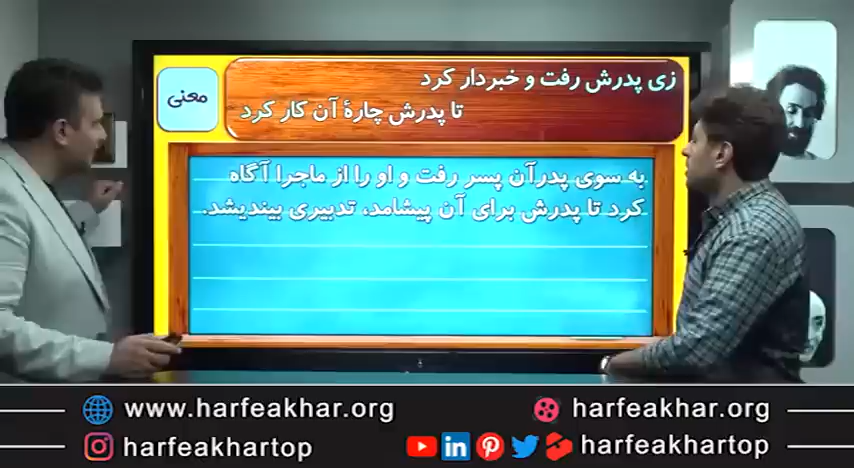 زی پدرش رفت و خبردار کرد
تا پدرش چارهٔ آن کار کرد
معنی
به سوی پدرآن پسر رفت و او را از ماجرا آگاه
کرد تا پدرش برای آن پیشامد، تدبیری بیندیشد.
www.harfeakhar.org
harfeakhar.org
harfeakhartop
harfeakhartop